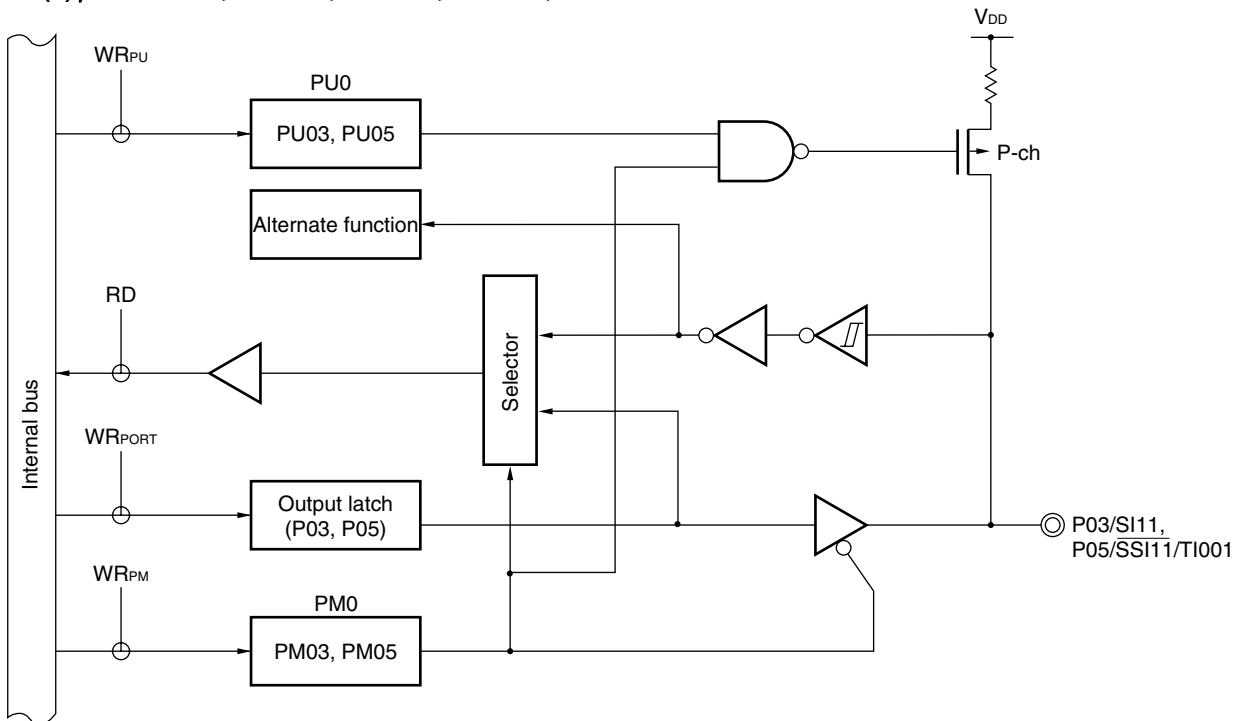 VDD
WRPU
PU0
PU03, PU05
P-ch
Alternate function
RD
Selector
Internal bus
WRPORT
Output latch
(P03, P05)
P03/SI11,
P05/SSI11/TI001
WRPM
PM0
PM03, PM05